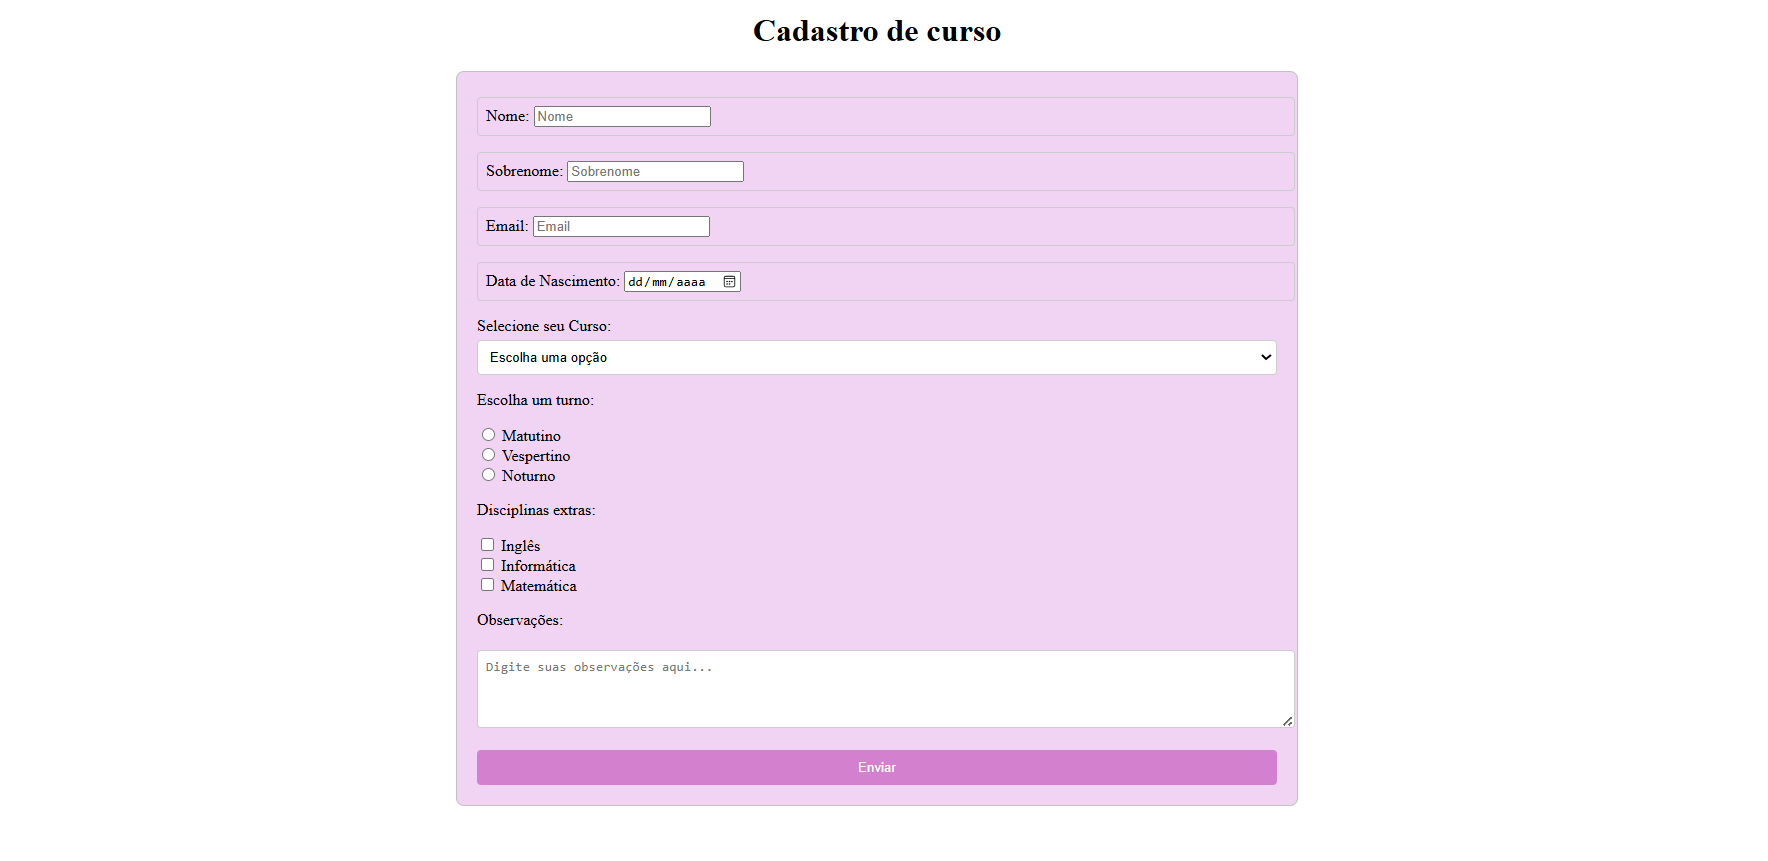 Cadastro de curso
Nome: Nome
Sobrenome: Sobrenome
Email: Email
Data de Nascimento: dd/mm/aaaa
Selecione seu Curso:
Escolha uma opção
Escolha um turno:
Matutino
Vespertino
Noturno
Disciplinas extras:
Inglês
Informática
Matemática
Observações:
Digite suas observações aqui...
Enviar